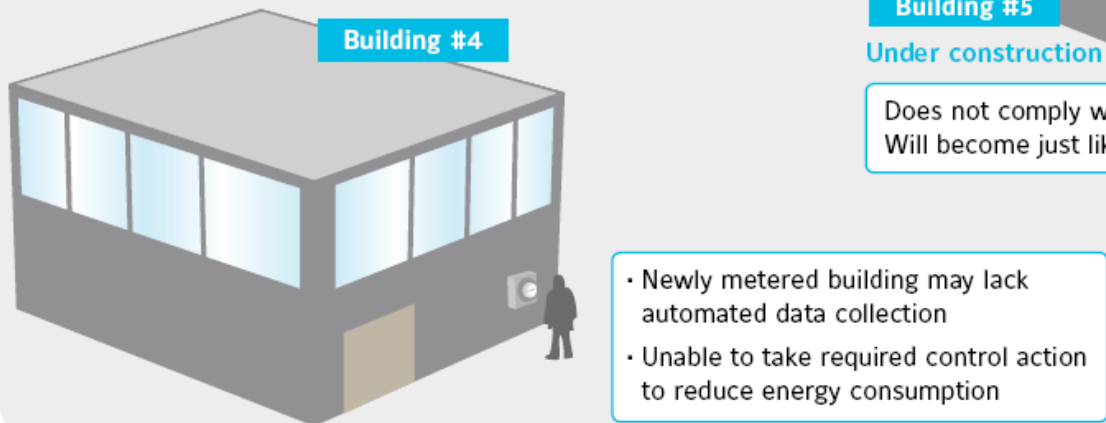 Building #4
Building #5
Under construction
Does not comply
Will become just
· Newly metered building may lack
automated data collection
· Unable to take required control action
to reduce energy consumption